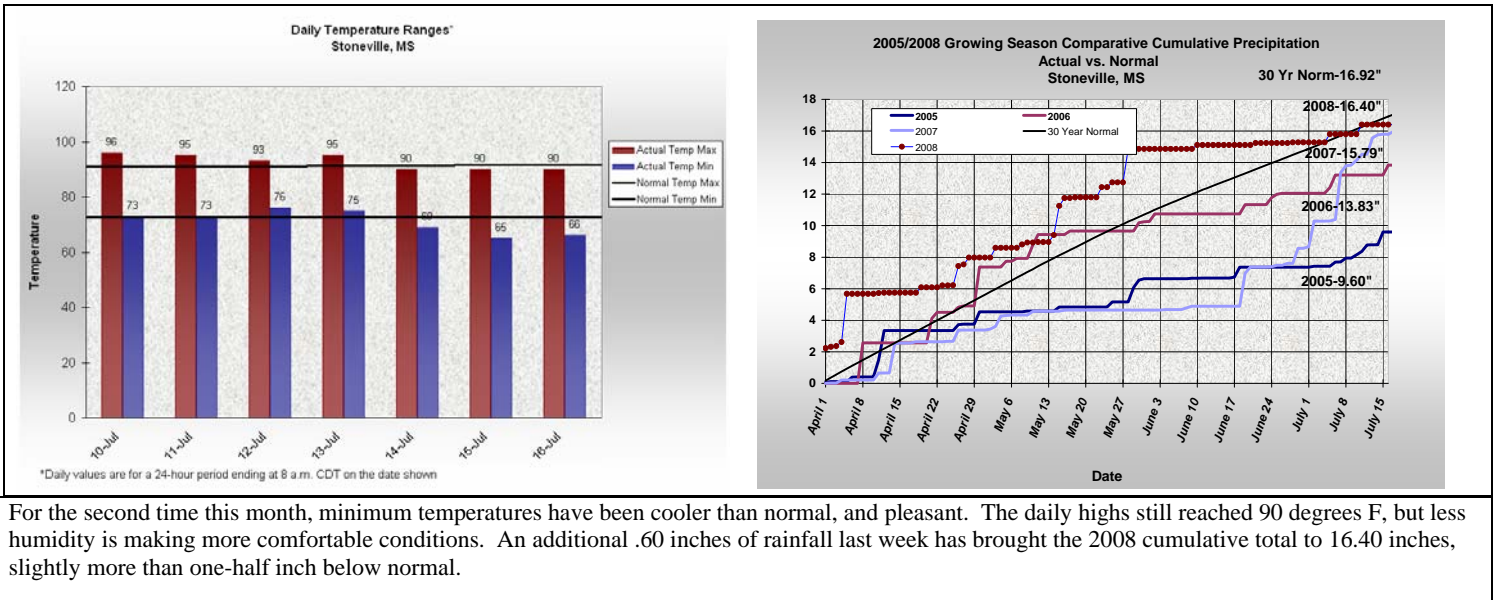 Daily Temperature Ranges*
Stoneville, MS
120
100
80
60
40
20
0
Temperature
96
73
95
73
93
76
95
75
90
69
90
65
90
66
10-Jul
11-Jul
12-Jul
13-Jul
14-Jul
15-Jul
16-Jul
Actual Temp Max
Actual Temp Min
Normal Temp Max
Normal Temp Min
*Daily values are for a 24-hour period ending at 8 a.m. CDT on the date shown
2005/2008 Growing Season Comparative Cumulative Precipitation
Actual vs. Normal
Stoneville, MS
30 Yr Norm-16.92"
2008-16.40"
2007-15.79"
2006-13.83"
2005-9.60"
2005
2006
2007
30 Year Normal
2008
18
16
14
12
10
8
6
4
2
0
April 1
April 8
April 15
April 22
April 29
May 6
May 13
May 20
May 27
June 3
June 10
June 17
June 24
July 1
July 8
July 15
Date
For the second time this month, minimum temperatures have been cooler than normal, and pleasant. The daily highs still reached 90 degrees F, but less
humidity is making more comfortable conditions. An additional .60 inches of rainfall last week has brought the 2008 cumulative total to 16.40 inches,
slightly more than one-half inch below normal.